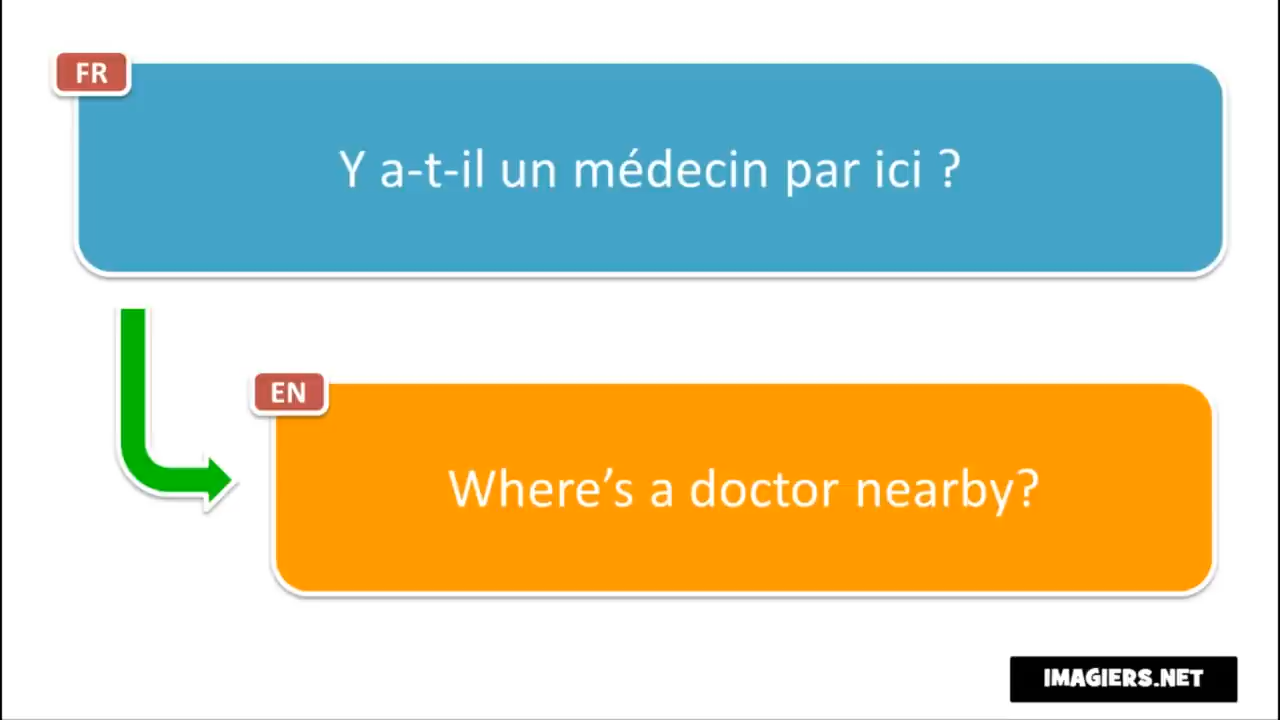 FR
Y a-t-il un médecin par ici ?
EN
Where’s a doctor nearby?
IMAGIERS.NET